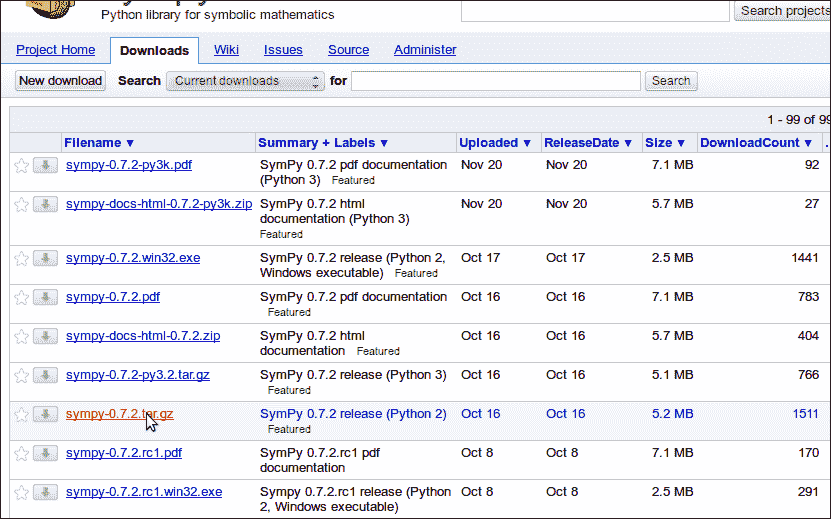 Python library for symbolic mathematics
Search projects
Project Home Downloads Wiki Issues Source Administer
New download Search Current downloads for Search
1 - 99 of 99
Filename ▼ Summary + Labels ▼ Uploaded ▼ ReleaseDate ▼ Size ▼ DownloadCount ▼ ...
sympy-0.7.2-py3k.pdf SymPy 0.7.2 pdf documentation Nov 20 Nov 20 7.1 MB 92
(Python 3) Featured
sympy-docs-html-0.7.2-py3k.zip SymPy 0.7.2 html Nov 20 Nov 20 5.7 MB 27
documentation (Python 3)
Featured
sympy-0.7.2.win32.exe SymPy 0.7.2 release (Python 2, Oct 17 Oct 17 2.5 MB 1441
Windows executable) Featured
sympy-0.7.2.pdf SymPy 0.7.2 pdf documentation Oct 16 Oct 16 7.1 MB 783
Featured
sympy-docs-html-0.7.2.zip SymPy 0.7.2 html Oct 16 Oct 16 5.7 MB 404
documentation Featured
sympy-0.7.2-py3.2.tar.gz SymPy 0.7.2 release (Python 3) Oct 16 Oct 16 5.1 MB 766
Featured
sympy-0.7.2.tar.gz SymPy 0.7.2 release (Python 2) Oct 16 Oct 16 5.2 MB 1511
Featured
sympy-0.7.2.rc1.pdf SymPy 0.7.2.rc1 pdf Oct 8 Oct 8 7.1 MB 170
documentation
sympy-0.7.2.rc1.win32.exe Sympy 0.7.2.rc1 release (Python Oct 8 Oct 8 2.5 MB 291
2, Windows executable)